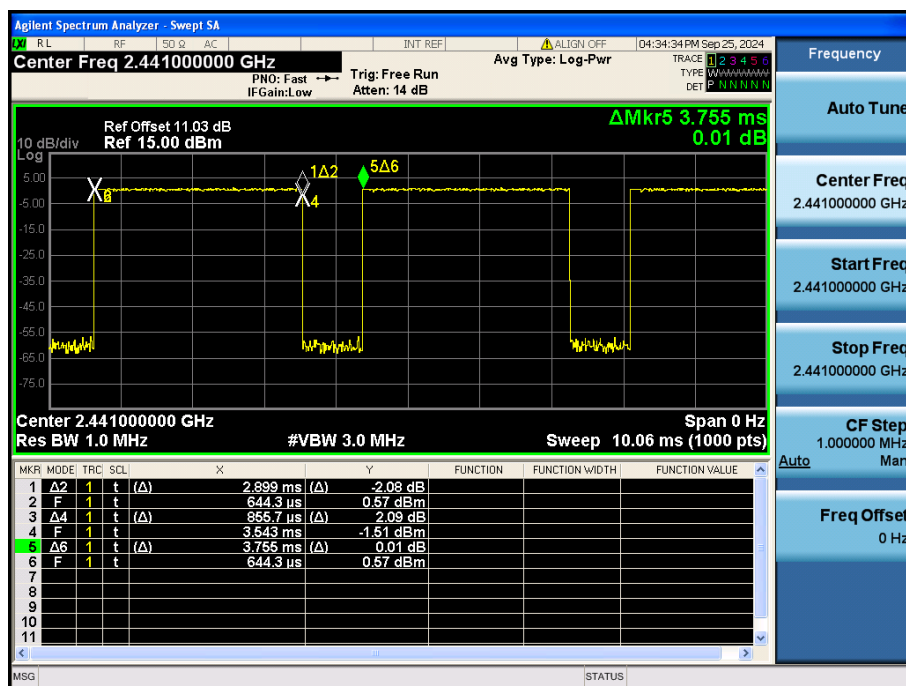 Agilent Spectrum Analyzer - Swept SA
LXI RL RF 50 Ω AC INT REF ALIGN OFF 04:34:34 PM Sep 25, 2024
Center Freq 2.441000000 GHz
PNO: Fast
IFGain:Low
Trig: Free Run
Atten: 14 dB
Avg Type: Log-Pwr
TRACE 1 2 3 4 5 6
TYPE WWWWWW
DET P N N N N N
Frequency
Auto Tune
Center Freq
2.441000000 GHz
Start Freq
2.441000000 GHz
Stop Freq
2.441000000 GHz
CF Step
1.000000 MHz
Auto Man
Freq Offset
0 Hz
ΔMkr5 3.755 ms
0.01 dB
Ref Offset 11.03 dB
10 dB/div Ref 15.00 dBm
Log
5.00
-5.00
-15.0
-25.0
-35.0
-45.0
-55.0
-65.0
-75.0
1Δ2
5Δ6
4
Center 2.441000000 GHz Span 0 Hz
Res BW 1.0 MHz #VBW 3.0 MHz Sweep 10.06 ms (1000 pts)
MKR MODE TRC SCL X Y FUNCTION FUNCTION WIDTH FUNCTION VALUE
1 Δ2 1 t (Δ) 2.899 ms (Δ) -2.08 dB
2 F 1 t 644.3 µs 0.57 dBm
3 Δ4 1 t (Δ) 855.7 µs (Δ) 2.09 dB
4 F 1 t 3.543 ms -1.51 dBm
5 Δ6 1 t (Δ) 3.755 ms (Δ) 0.01 dB
6 F 1 t 644.3 µs 0.57 dBm
7
8
9
10
11
MSG STATUS